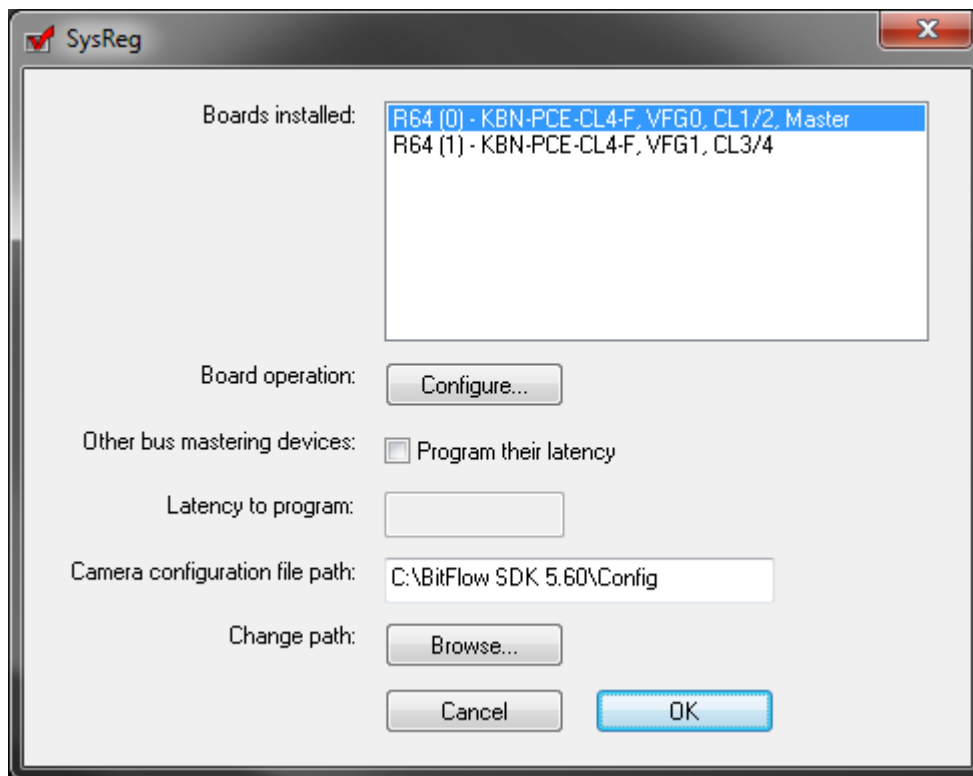 SysReg
Boards installed:
R64 (0) - KBN-PCE-CL4-F, VFG0, CL1/2, Master
R64 (1) - KBN-PCE-CL4-F, VFG1, CL3/4
Board operation:
Configure...
Other bus mastering devices:
Program their latency
Latency to program:
Camera configuration file path:
C:\BitFlow SDK 5.60\Config
Change path:
Browse...
Cancel
OK